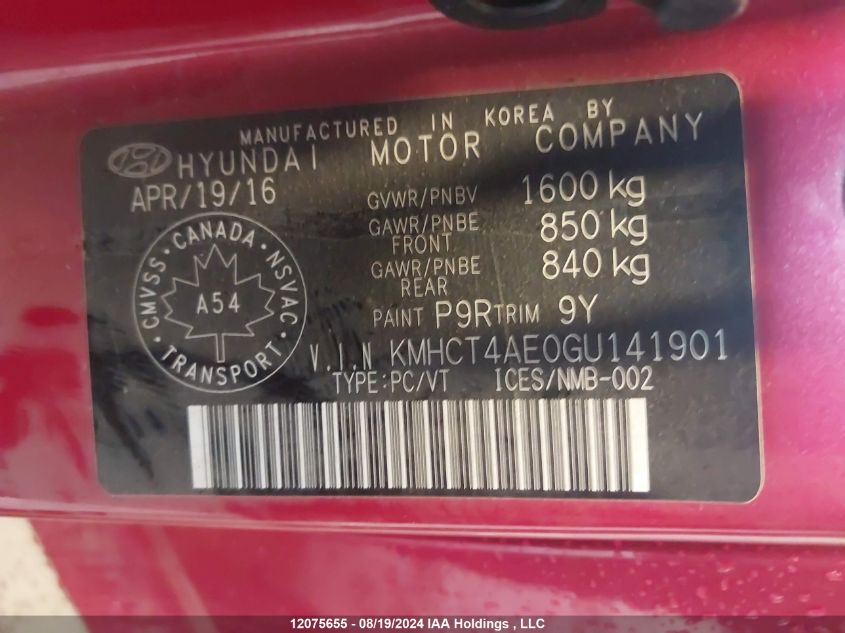 MANUFACTURED IN KOREA BY
HYUNDAI MOTOR COMPANY
APR/19/16
GVWR/PNBV 1600 kg
GAWR/PNBE FRONT 850 kg
GAWR/PNBE REAR 840 kg
PAINT P9R TRIM 9Y
CMVSS · CANADA · NSVAC · TRANSPORT ·
A54
V.I.N KMHCT4AE0GU141901
TYPE:PC/VT ICES/NMB-002
12075655 - 08/19/2024 IAA Holdings , LLC